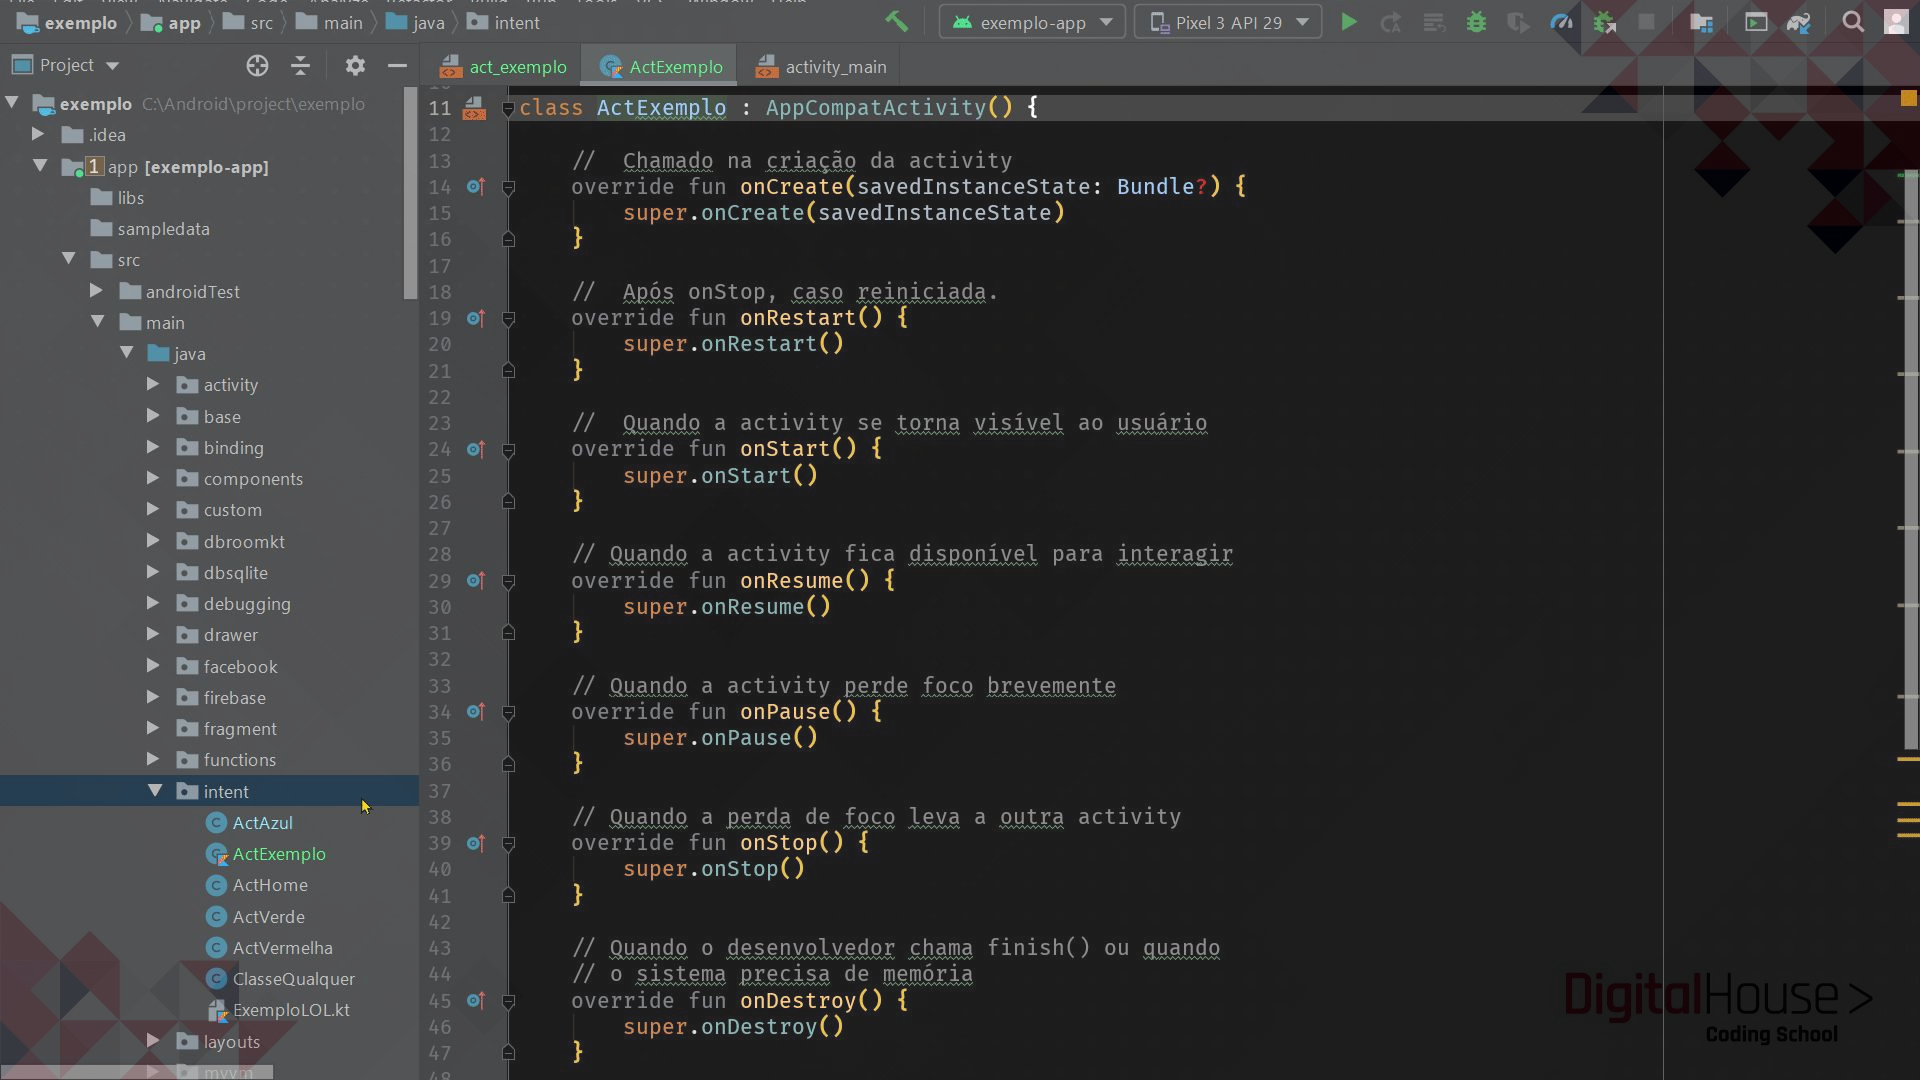 exemplo app src main java intent exemplo-app Pixel 3 API 29
Project
act_exemplo ActExemplo activity_main
exemplo C:\Android\project\exemplo
.idea
1 app [exemplo-app]
libs
sampledata
src
androidTest
main
java
activity
base
binding
components
custom
dbroomkt
dbsqlite
debugging
drawer
facebook
firebase
fragment
functions
intent
ActAzul
ActExemplo
ActHome
ActVerde
ActVermelha
ClasseQualquer
ExemploLOL.kt
layouts
mvvm
11 class ActExemplo : AppCompatActivity() {
12
13 // Chamado na criação da activity
14 override fun onCreate(savedInstanceState: Bundle?) {
15 super.onCreate(savedInstanceState)
16 }
17
18 // Após onStop, caso reiniciada.
19 override fun onRestart() {
20 super.onRestart()
21 }
22
23 // Quando a activity se torna visível ao usuário
24 override fun onStart() {
25 super.onStart()
26 }
27
28 // Quando a activity fica disponível para interagir
29 override fun onResume() {
30 super.onResume()
31 }
32
33 // Quando a activity perde foco brevemente
34 override fun onPause() {
35 super.onPause()
36 }
37
38 // Quando a perda de foco leva a outra activity
39 override fun onStop() {
40 super.onStop()
41 }
42
43 // Quando o desenvolvedor chama finish() ou quando
44 // o sistema precisa de memória
45 override fun onDestroy() {
46 super.onDestroy()
47 }
48
DigitalHouse >
Coding School